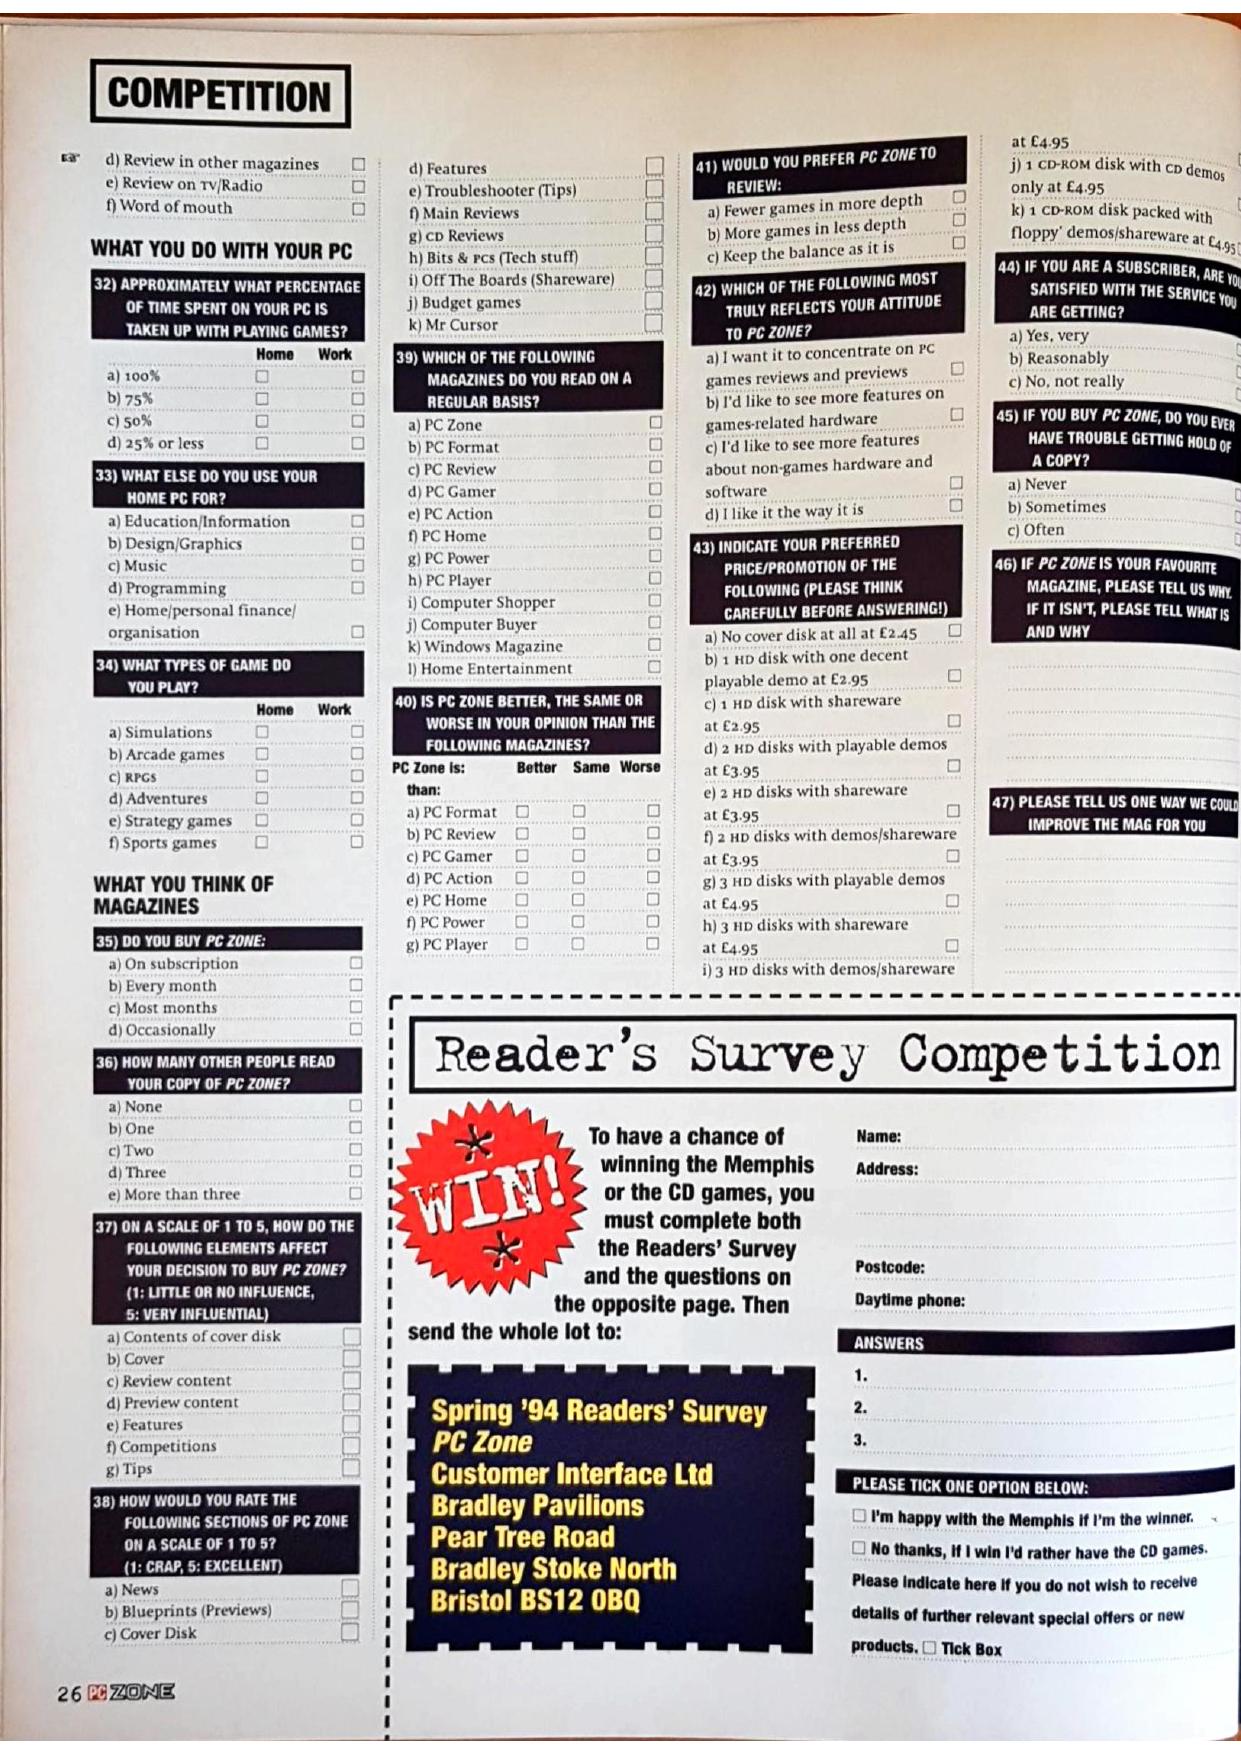 COMPETITION
☞ d) Review in other magazines
e) Review on TV/Radio
f) Word of mouth
WHAT YOU DO WITH YOUR PC
32) APPROXIMATELY WHAT PERCENTAGE
OF TIME SPENT ON YOUR PC IS
TAKEN UP WITH PLAYING GAMES?
Home Work
a) 100%
b) 75%
c) 50%
d) 25% or less
33) WHAT ELSE DO YOU USE YOUR
HOME PC FOR?
a) Education/Information
b) Design/Graphics
c) Music
d) Programming
e) Home/personal finance/
organisation
34) WHAT TYPES OF GAME DO
YOU PLAY?
Home Work
a) Simulations
b) Arcade games
c) RPGS
d) Adventures
e) Strategy games
f) Sports games
WHAT YOU THINK OF
MAGAZINES
35) DO YOU BUY PC ZONE:
a) On subscription
b) Every month
c) Most months
d) Occasionally
36) HOW MANY OTHER PEOPLE READ
YOUR COPY OF PC ZONE?
a) None
b) One
c) Two
d) Three
e) More than three
37) ON A SCALE OF 1 TO 5, HOW DO THE
FOLLOWING ELEMENTS AFFECT
YOUR DECISION TO BUY PC ZONE?
(1: LITTLE OR NO INFLUENCE,
5: VERY INFLUENTIAL)
a) Contents of cover disk
b) Cover
c) Review content
d) Preview content
e) Features
f) Competitions
g) Tips
38) HOW WOULD YOU RATE THE
FOLLOWING SECTIONS OF PC ZONE
ON A SCALE OF 1 TO 5?
(1: CRAP, 5: EXCELLENT)
a) News
b) Blueprints (Previews)
c) Cover Disk
d) Features
e) Troubleshooter (Tips)
f) Main Reviews
g) CD Reviews
h) Bits & PCs (Tech stuff)
i) Off The Boards (Shareware)
j) Budget games
k) Mr Cursor
39) WHICH OF THE FOLLOWING
MAGAZINES DO YOU READ ON A
REGULAR BASIS?
a) PC Zone
b) PC Format
c) PC Review
d) PC Gamer
e) PC Action
f) PC Home
g) PC Power
h) PC Player
i) Computer Shopper
j) Computer Buyer
k) Windows Magazine
l) Home Entertainment
40) IS PC ZONE BETTER, THE SAME OR
WORSE IN YOUR OPINION THAN THE
FOLLOWING MAGAZINES?
PC Zone is: Better Same Worse
than:
a) PC Format
b) PC Review
c) PC Gamer
d) PC Action
e) PC Home
f) PC Power
g) PC Player
41) WOULD YOU PREFER PC ZONE TO
REVIEW:
a) Fewer games in more depth
b) More games in less depth
c) Keep the balance as it is
42) WHICH OF THE FOLLOWING MOST
TRULY REFLECTS YOUR ATTITUDE
TO PC ZONE?
a) I want it to concentrate on PC
games reviews and previews
b) I'd like to see more features on
games-related hardware
c) I'd like to see more features
about non-games hardware and
software
d) I like it the way it is
43) INDICATE YOUR PREFERRED
PRICE/PROMOTION OF THE
FOLLOWING (PLEASE THINK
CAREFULLY BEFORE ANSWERING!)
a) No cover disk at all at £2.45
b) 1 HD disk with one decent
playable demo at £2.95
c) 1 HD disk with shareware
at £2.95
d) 2 HD disks with playable demos
at £3.95
e) 2 HD disks with shareware
at £3.95
f) 2 HD disks with demos/shareware
at £3.95
g) 3 HD disks with playable demos
at £4.95
h) 3 HD disks with shareware
at £4.95
i) 3 HD disks with demos/shareware
at £4.95
j) 1 CD-ROM disk with CD demos
only at £4.95
k) 1 CD-ROM disk packed with
floppy' demos/shareware at £4.95
44) IF YOU ARE A SUBSCRIBER, ARE YOU
SATISFIED WITH THE SERVICE YOU
ARE GETTING?
a) Yes, very
b) Reasonably
c) No, not really
45) IF YOU BUY PC ZONE, DO YOU EVER
HAVE TROUBLE GETTING HOLD OF
A COPY?
a) Never
b) Sometimes
c) Often
46) IF PC ZONE IS YOUR FAVOURITE
MAGAZINE, PLEASE TELL US WHY.
IF IT ISN'T, PLEASE TELL WHAT IS
AND WHY
47) PLEASE TELL US ONE WAY WE COULD
IMPROVE THE MAG FOR YOU
Reader's Survey Competition
* WIN! *
To have a chance of
winning the Memphis
or the CD games, you
must complete both
the Readers' Survey
and the questions on
the opposite page. Then
send the whole lot to:
Spring '94 Readers' Survey
PC Zone
Customer Interface Ltd
Bradley Pavilions
Pear Tree Road
Bradley Stoke North
Bristol BS12 0BQ
Name:
Address:
Postcode:
Daytime phone:
ANSWERS
1.
2.
3.
PLEASE TICK ONE OPTION BELOW:
I'm happy with the Memphis if I'm the winner.
No thanks, if I win I'd rather have the CD games.
Please indicate here if you do not wish to receive
details of further relevant special offers or new
products. Tick Box
26 PC ZONE